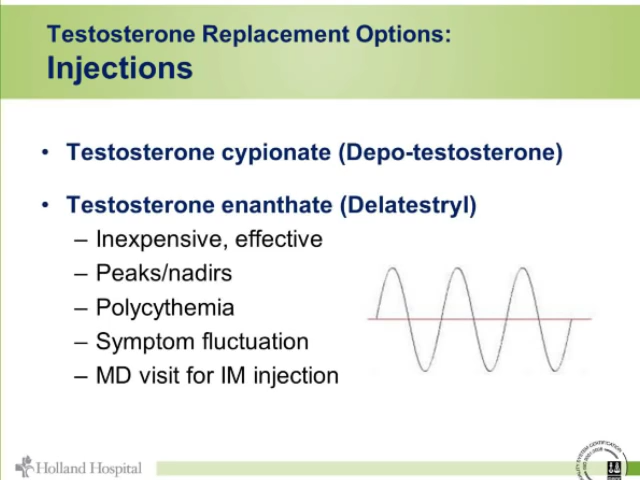 Testosterone Replacement Options:
Injections
• Testosterone cypionate (Depo-testosterone)
• Testosterone enanthate (Delatestryl)
– Inexpensive, effective
– Peaks/nadirs
– Polycythemia
– Symptom fluctuation
– MD visit for IM injection
Holland Hospital